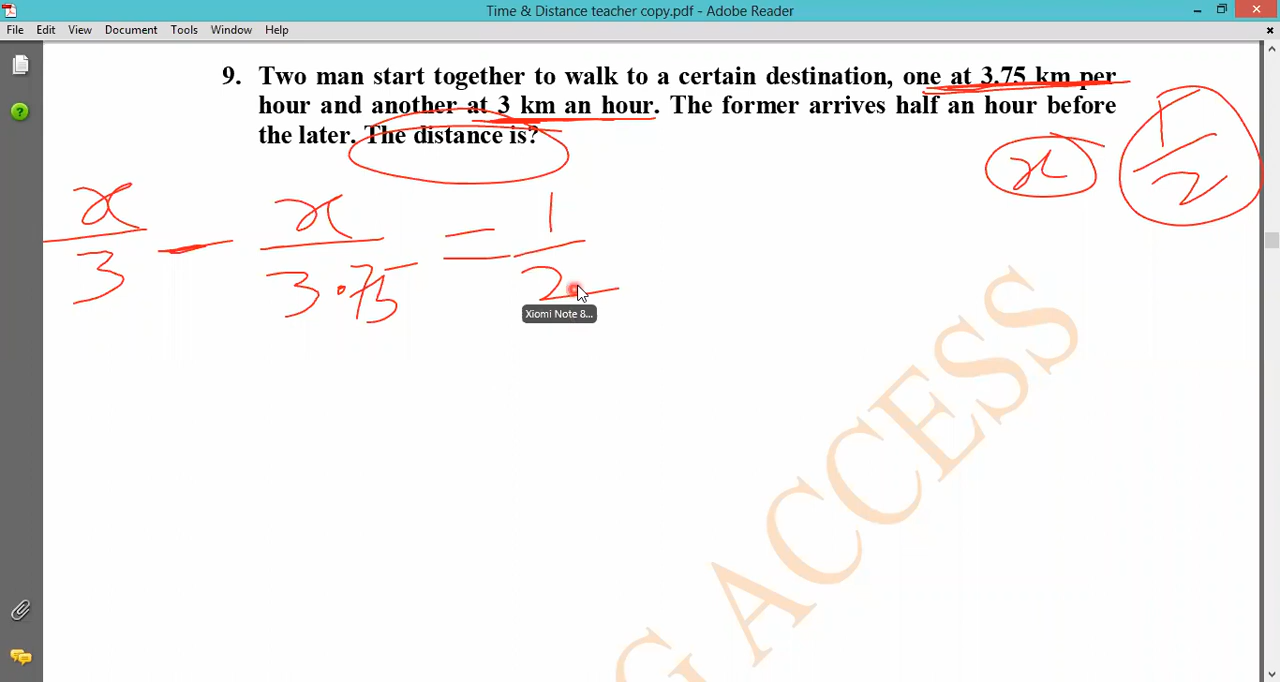 Time & Distance teacher copy.pdf - Adobe Reader
File Edit View Document Tools Window Help
9. Two man start together to walk to a certain destination, one at 3.75 km per
hour and another at 3 km an hour. The former arrives half an hour before
the later. The distance is?
x 1/2
x/3 - x/3.75 = 1/2
Xiomi Note 8...
G ACCESS